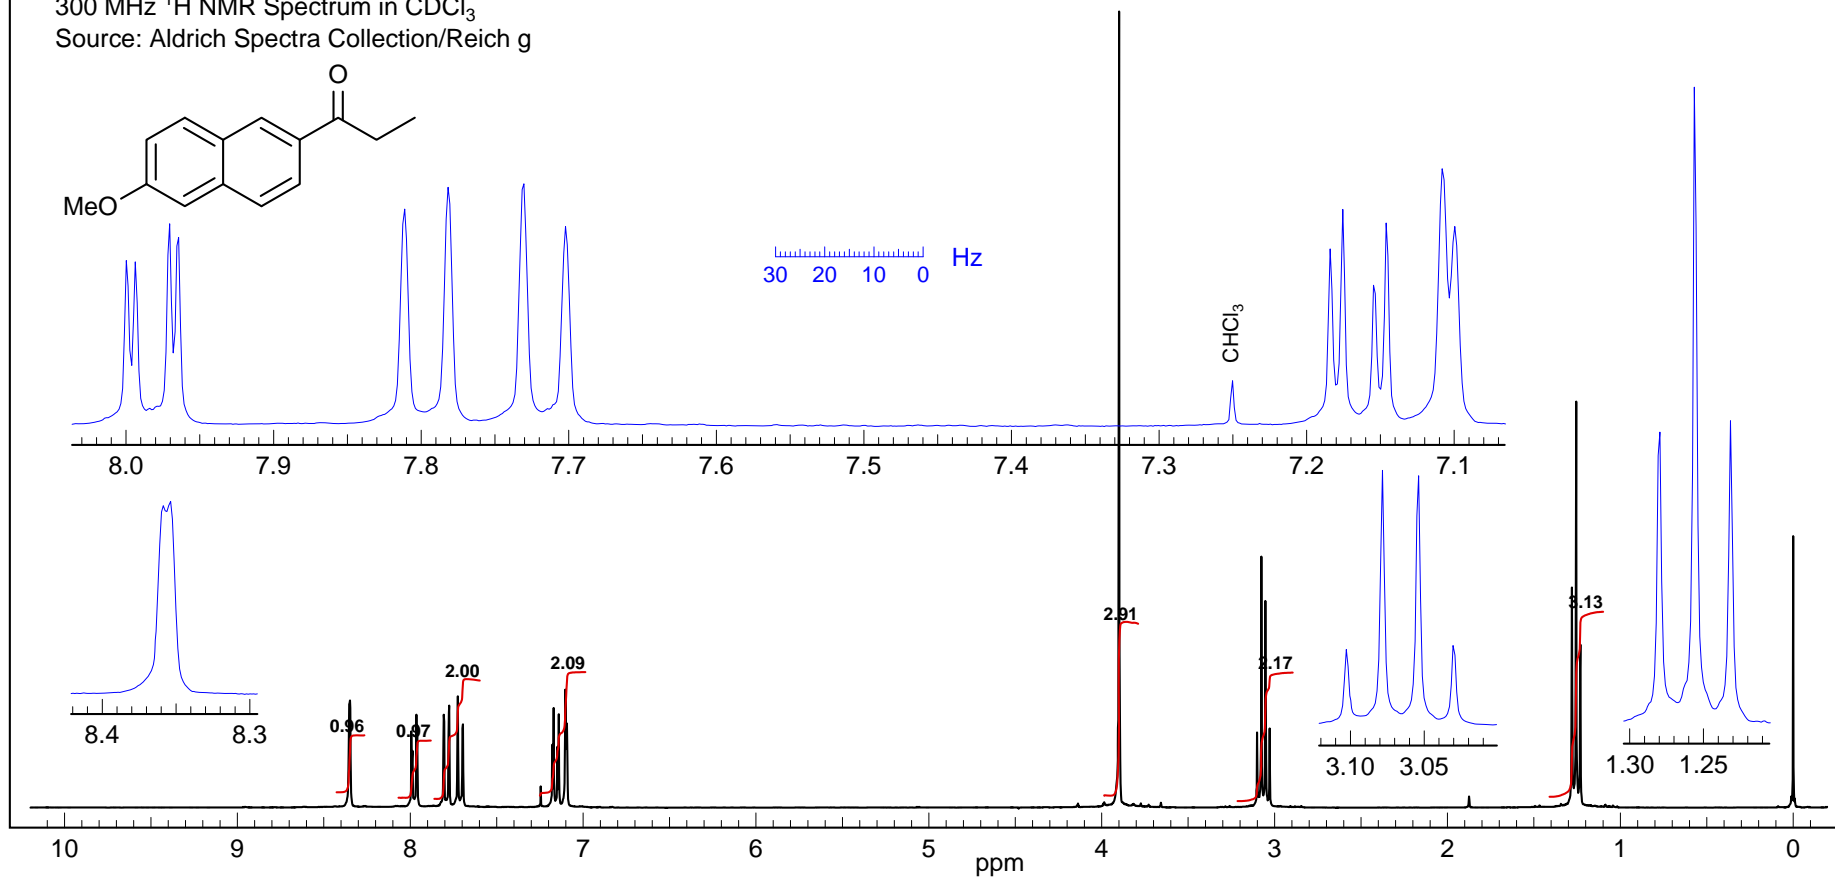 300 MHz ¹H NMR Spectrum in CDCl₃
Source: Aldrich Spectra Collection/Reich g
O
MeO
30 20 10 0 Hz
CHCl₃
8.0 7.9 7.8 7.7 7.6 7.5 7.4 7.3 7.2 7.1
8.4 8.3
3.10 3.05
1.30 1.25
0.96 0.97 2.00 2.09 2.91 2.17 3.13
10 9 8 7 6 5 4 3 2 1 0
ppm